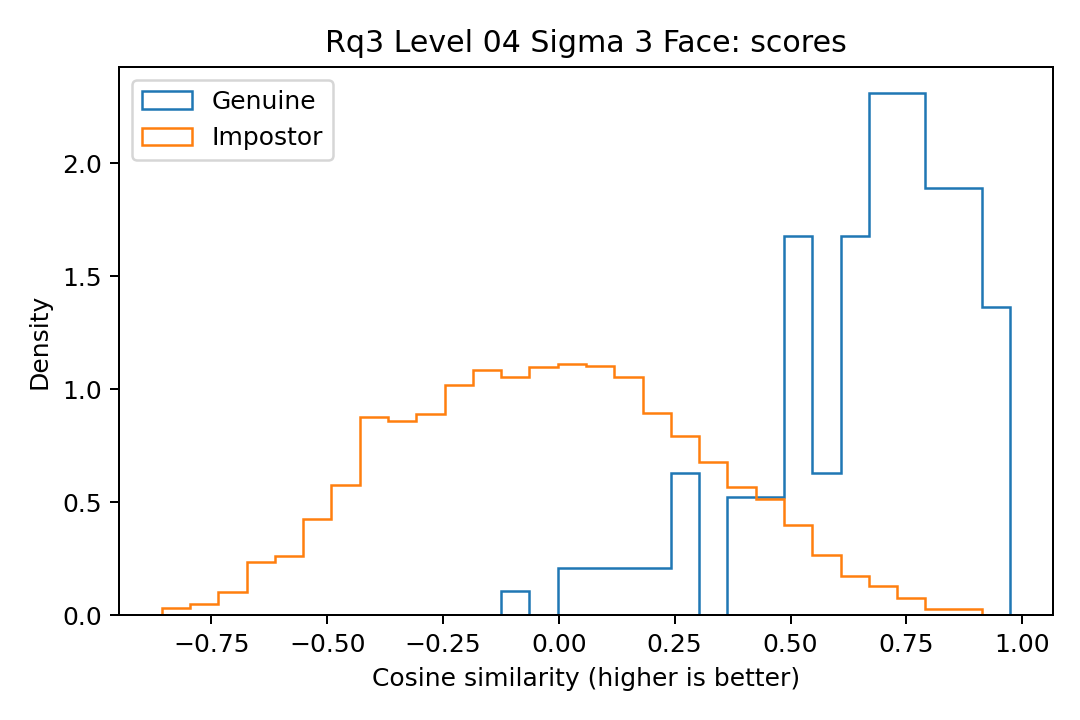 Rq3 Level 04 Sigma 3 Face: scores
Genuine
Impostor
Density
2.0
1.5
1.0
0.5
0.0
−0.75 −0.50 −0.25 0.00 0.25 0.50 0.75 1.00
Cosine similarity (higher is better)